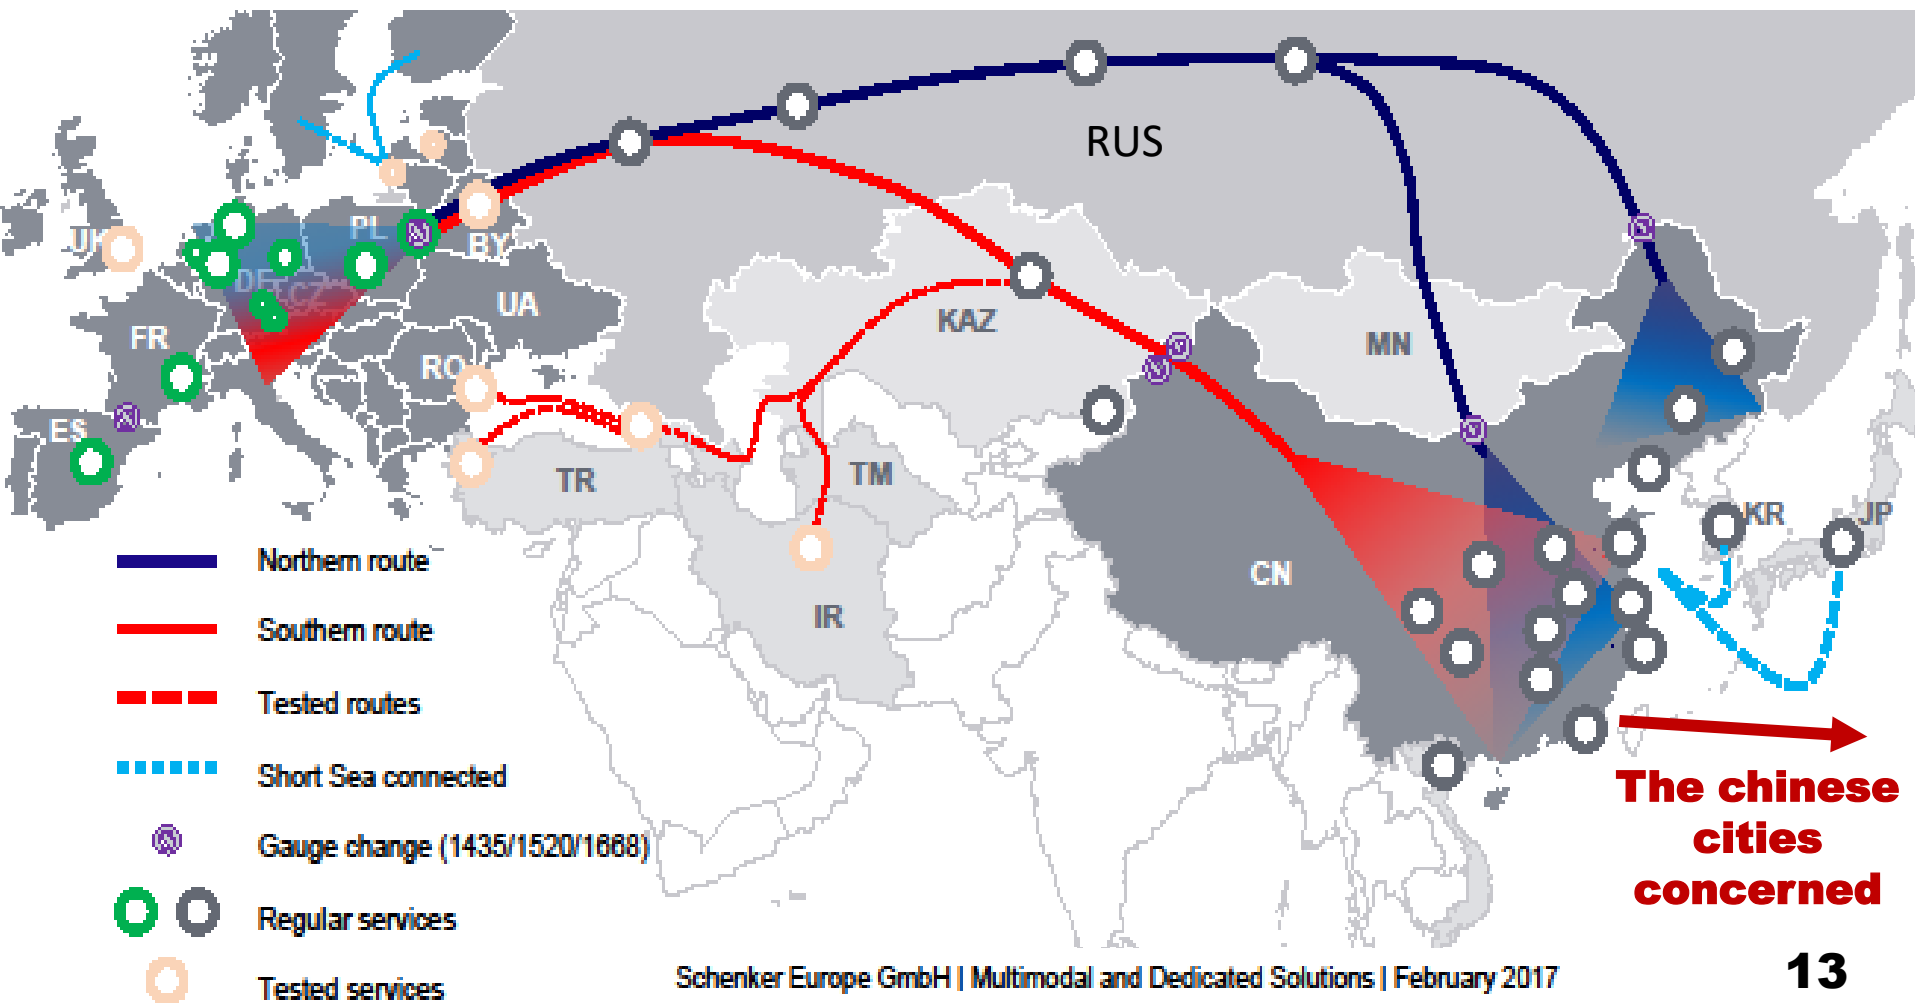 RUS
UK
PL
BY
DE
CZ
UA
FR
KAZ
MN
RO
ES
TR
TM
KR
JP
CN
IR
Northern route
Southern route
Tested routes
Short Sea connected
Gauge change (1435/1520/1668)
Regular services
Tested services
The chinese
cities
concerned
Schenker Europe GmbH | Multimodal and Dedicated Solutions | February 2017
13